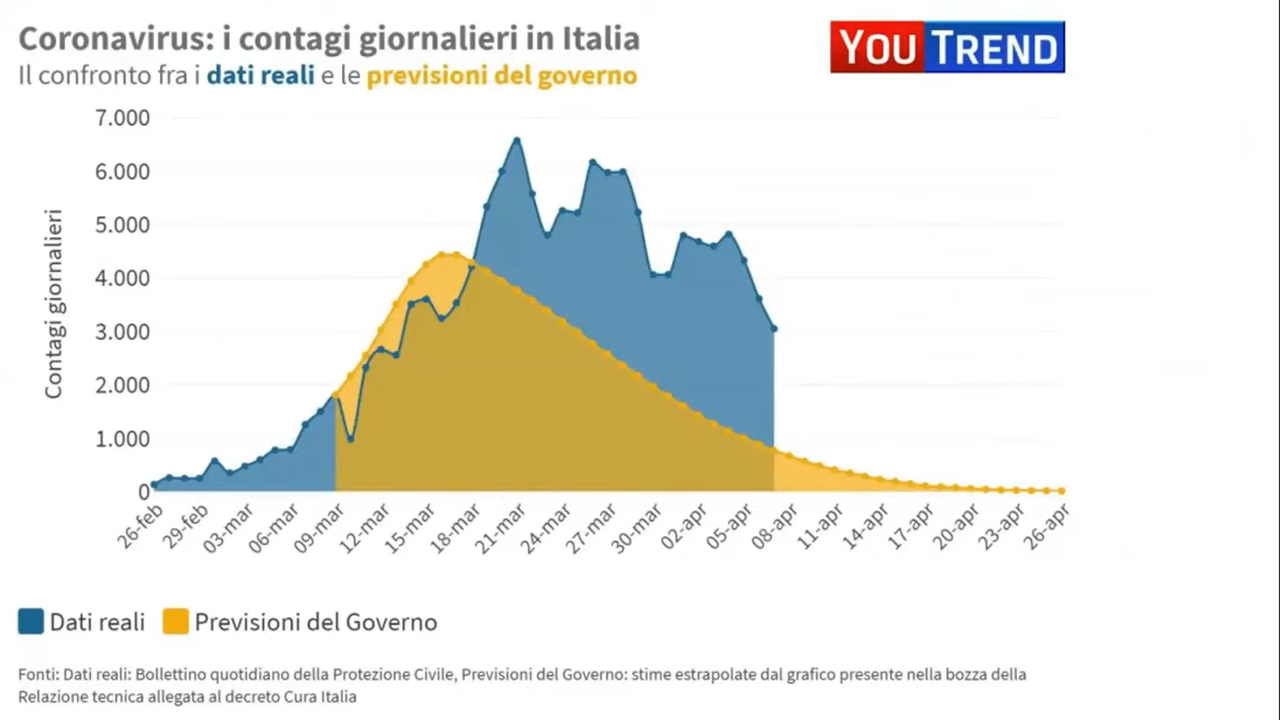 Coronavirus: i contagi giornalieri in Italia
YOUTREND
Il confronto fra i dati reali e le previsioni del governo
Contagi giornalieri
7.000
6.000
5.000
4.000
3.000
2.000
1.000
0
26-feb
29-feb
03-mar
06-mar
09-mar
12-mar
15-mar
18-mar
21-mar
24-mar
27-mar
30-mar
02-apr
05-apr
08-apr
11-apr
14-apr
17-apr
20-apr
23-apr
26-apr
Dati reali
Previsioni del Governo
Fonti: Dati reali: Bollettino quotidiano della Protezione Civile, Previsioni del Governo: stime estrapolate dal grafico presente nella bozza della
Relazione tecnica allegata al decreto Cura Italia